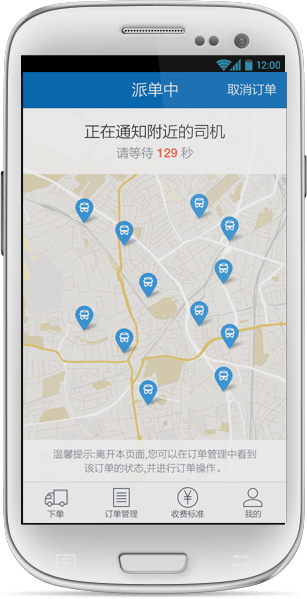 12:00
派单中
取消订单
正在通知附近的司机
请等待 129 秒
温馨提示:离开本页面,您可以在订单管理中看到
该订单的状态,并进行订单操作。
下单
订单管理
收费标准
我的